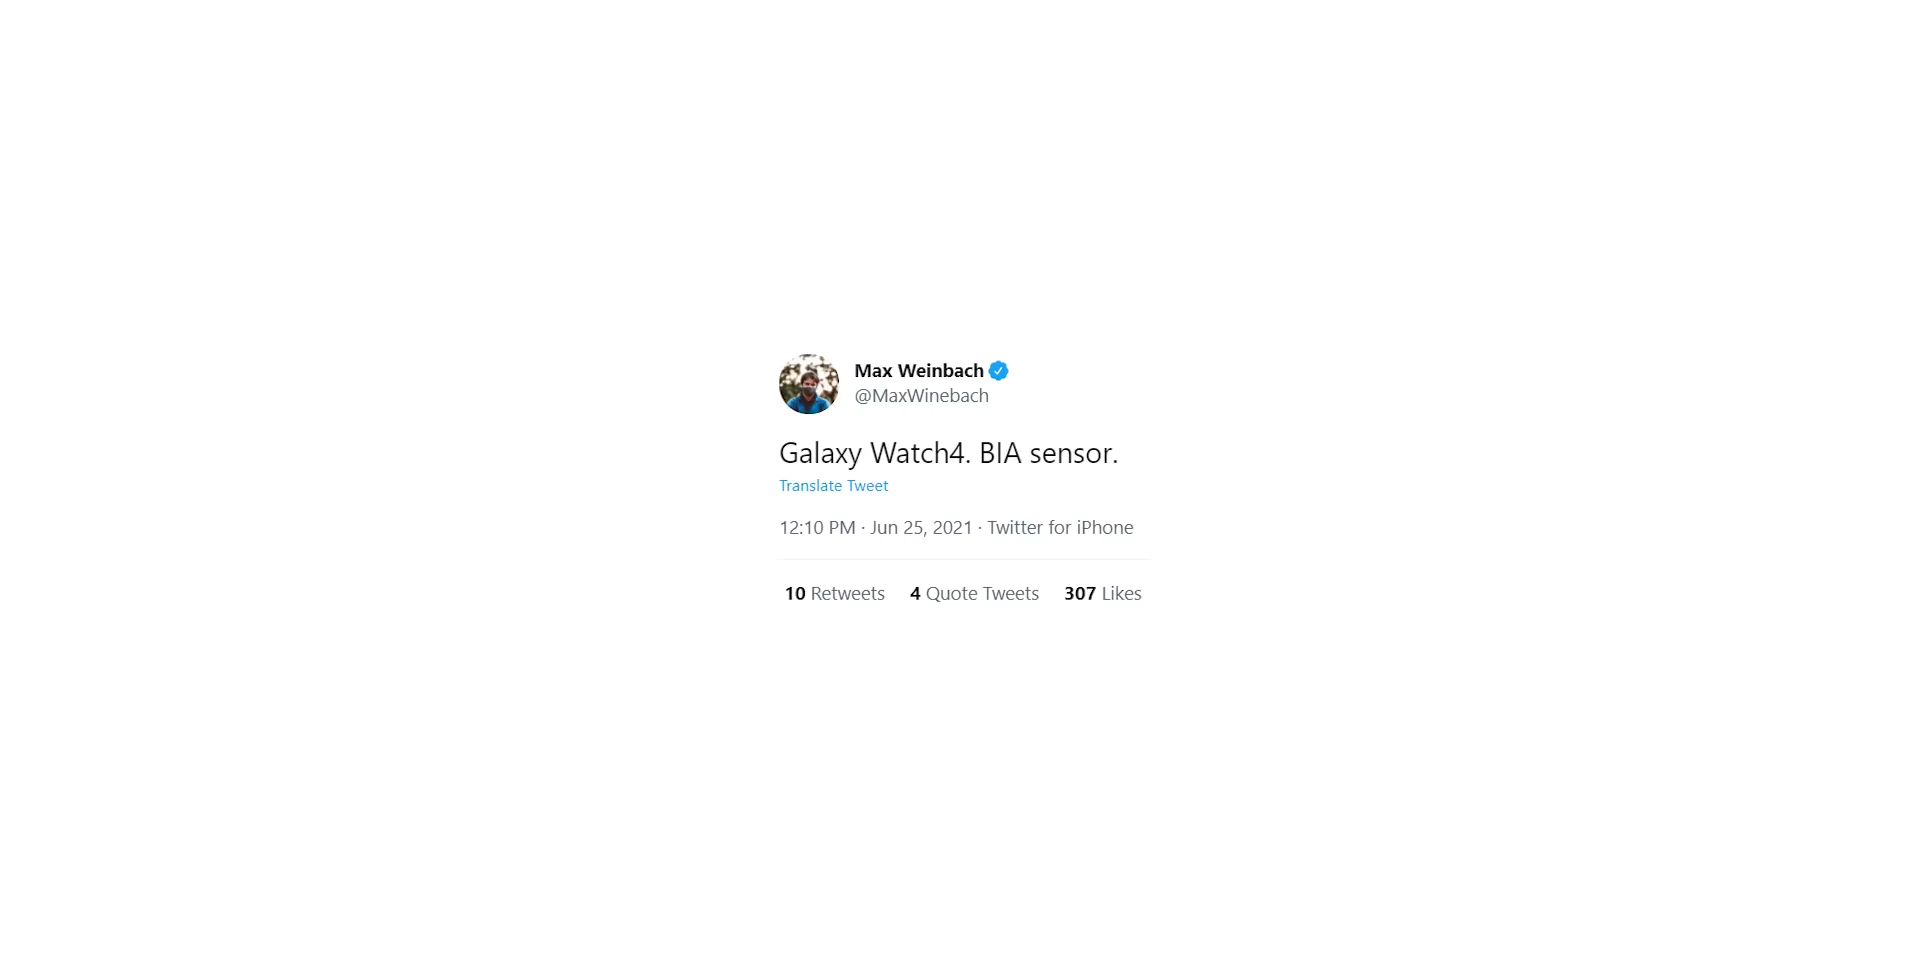 Max Weinbach
@MaxWinebach
Galaxy Watch4. BIA sensor.
Translate Tweet
12:10 PM · Jun 25, 2021 · Twitter for iPhone
10 Retweets 4 Quote Tweets 307 Likes